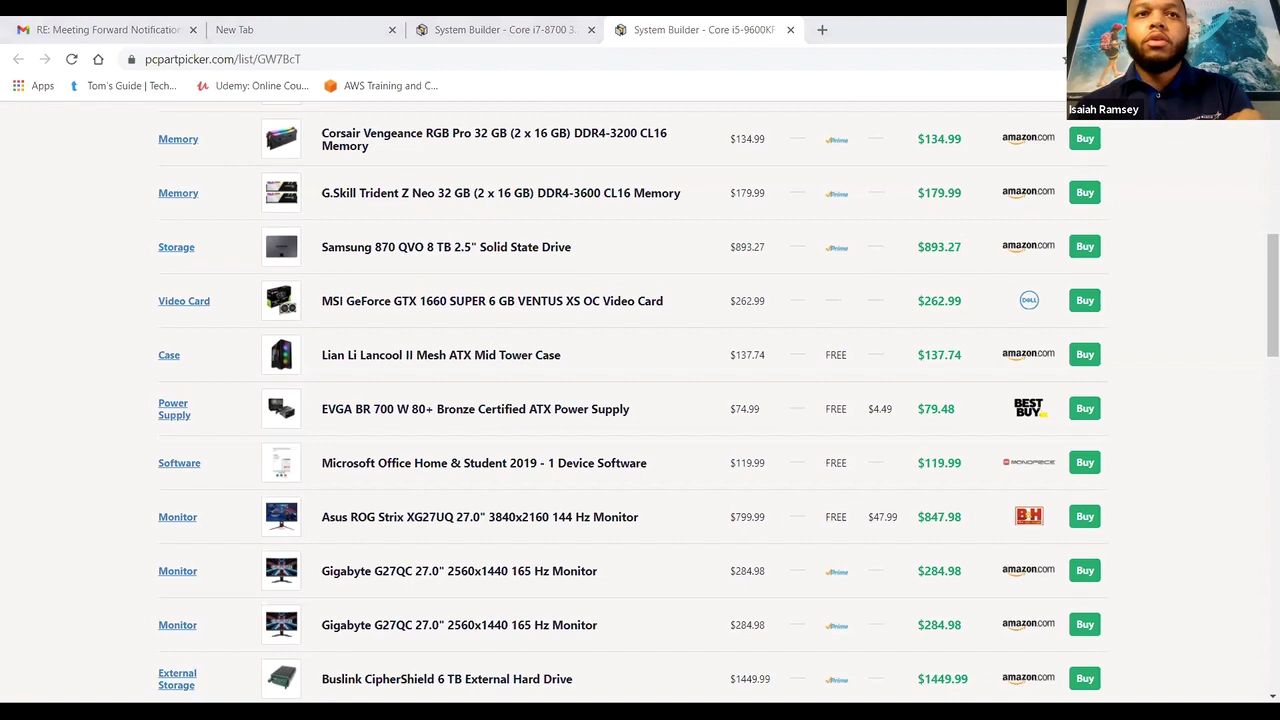 RE: Meeting Forward Notification
New Tab
System Builder - Core i7-8700 3.
System Builder - Core i5-9600KF
pcpartpicker.com/list/GW7BcT
Apps
Tom's Guide | Tech...
Udemy: Online Cou...
AWS Training and C...
Isaiah Ramsey
Memory
Corsair Vengeance RGB Pro 32 GB (2 x 16 GB) DDR4-3200 CL16
Memory
$134.99
Prime
$134.99
amazon.com
Buy
Memory
G.Skill Trident Z Neo 32 GB (2 x 16 GB) DDR4-3600 CL16 Memory
$179.99
Prime
$179.99
amazon.com
Buy
Storage
Samsung 870 QVO 8 TB 2.5" Solid State Drive
$893.27
Prime
$893.27
amazon.com
Buy
Video Card
MSI GeForce GTX 1660 SUPER 6 GB VENTUS XS OC Video Card
$262.99
$262.99
DELL
Buy
Case
Lian Li Lancool II Mesh ATX Mid Tower Case
$137.74
FREE
$137.74
amazon.com
Buy
Power
Supply
EVGA BR 700 W 80+ Bronze Certified ATX Power Supply
$74.99
FREE
$4.49
$79.48
BEST
BUY
Buy
Software
Microsoft Office Home & Student 2019 - 1 Device Software
$119.99
FREE
$119.99
MONOPRICE
Buy
Monitor
Asus ROG Strix XG27UQ 27.0" 3840x2160 144 Hz Monitor
$799.99
FREE
$47.99
$847.98
B&H
Buy
Monitor
Gigabyte G27QC 27.0" 2560x1440 165 Hz Monitor
$284.98
Prime
$284.98
amazon.com
Buy
Monitor
Gigabyte G27QC 27.0" 2560x1440 165 Hz Monitor
$284.98
Prime
$284.98
amazon.com
Buy
External
Storage
Buslink CipherShield 6 TB External Hard Drive
$1449.99
Prime
$1449.99
amazon.com
Buy